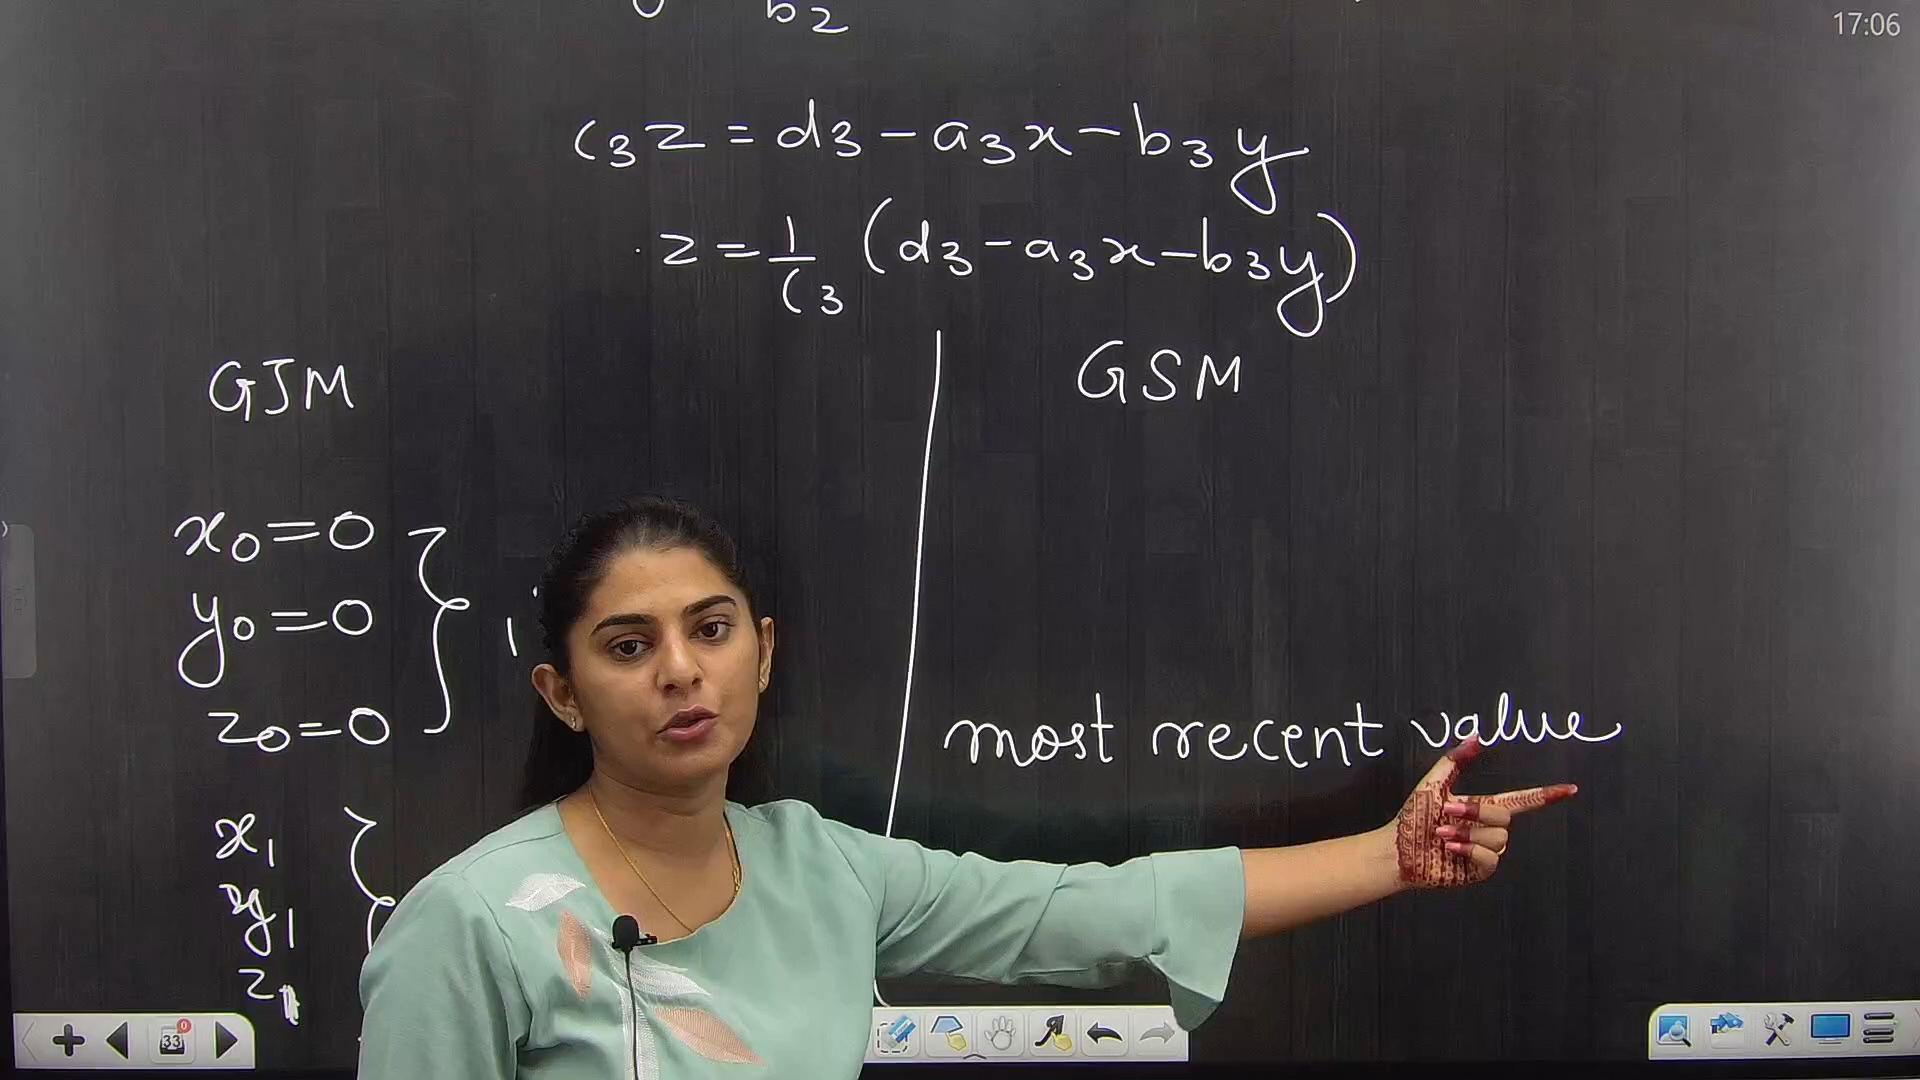 17:06
b2
c3z = d3 - a3x - b3y
z = 1/c3 (d3 - a3x - b3y)
GJM
GSM
x0 = 0
y0 = 0
z0 = 0
most recent value
x1
y1
z1
33
0